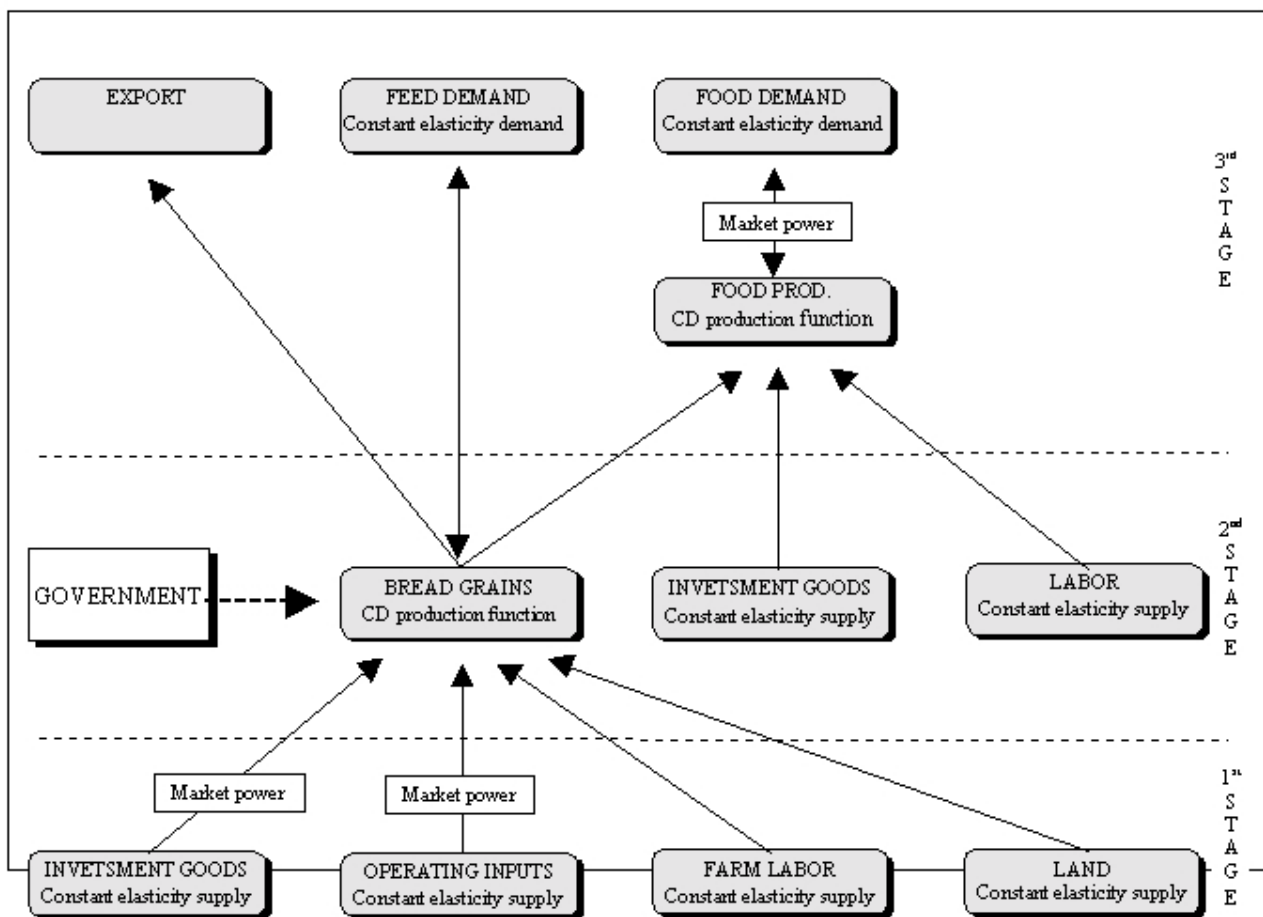 EXPORT
FEED DEMAND
Constant elasticity demand
FOOD DEMAND
Constant elasticity demand
3rd
S
T
A
G
E
Market power
FOOD PROD.
CD production function
2nd
S
T
A
G
E
GOVERNMENT
BREAD GRAINS
CD production function
INVETSMENT GOODS
Constant elasticity supply
LABOR
Constant elasticity supply
1st
S
T
A
G
E
Market power
Market power
INVETSMENT GOODS
Constant elasticity supply
OPERATING INPUTS
Constant elasticity supply
FARM LABOR
Constant elasticity supply
LAND
Constant elasticity supply